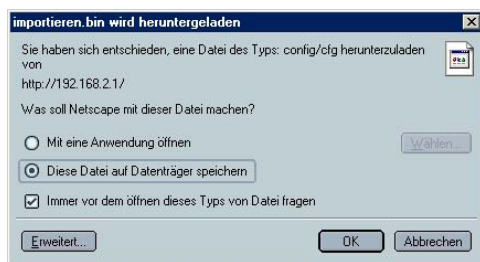 importieren.bin wird heruntergeladen
Sie haben sich entschieden, eine Datei des Typs: config/cfg herunterzuladen
von
http://192.168.2.1/
Was soll Netscape mit dieser Datei machen?
Mit eine Anwendung öffnen
Wählen...
Diese Datei auf Datenträger speichern
Immer vor dem öffnen dieses Typs von Datei fragen
Erweitert...
OK
Abbrechen